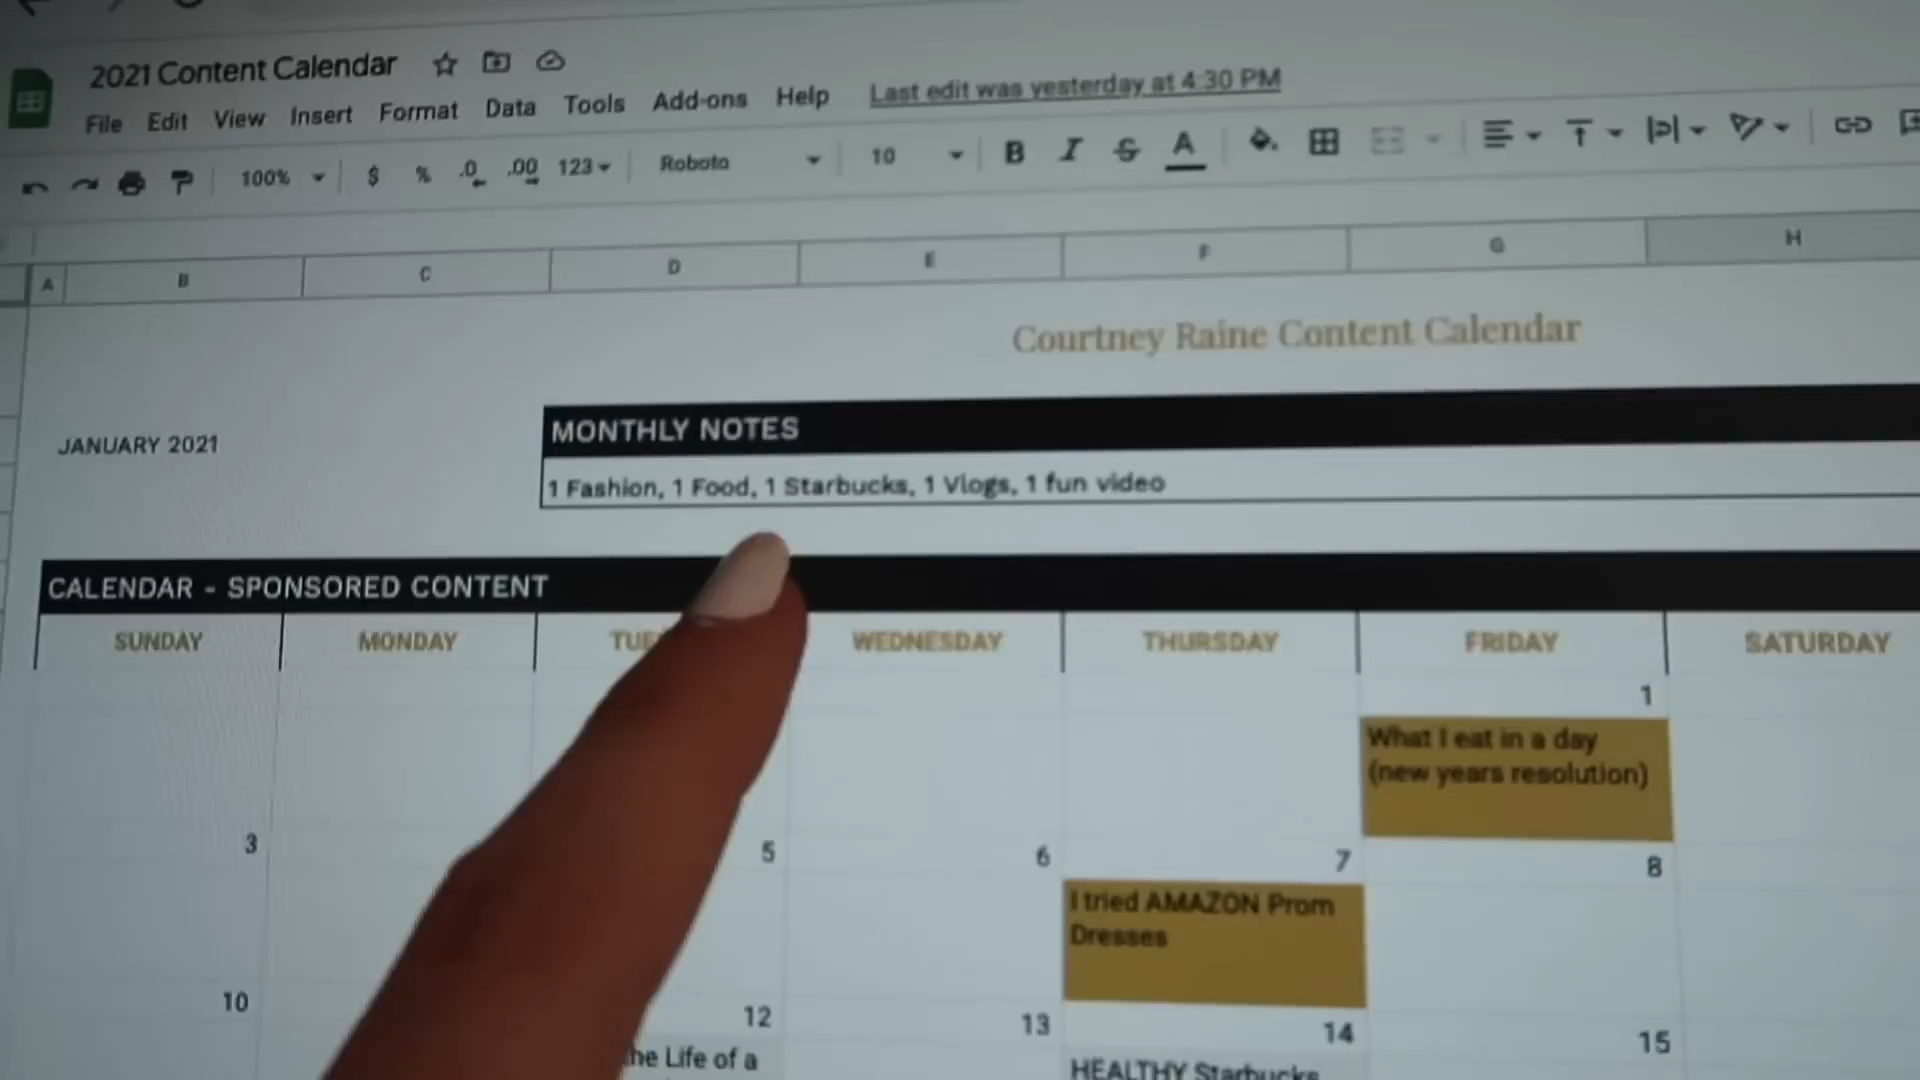 2021 Content Calendar
File Edit View Insert Format Data Tools Add-ons Help Last edit was yesterday at 4:30 PM
100% $ % .0 .00 123 Roboto 10 B I S A
A B C D E F G H
Courtney Raine Content Calendar
JANUARY 2021
MONTHLY NOTES
1 Fashion, 1 Food, 1 Starbucks, 1 Vlogs, 1 fun video
CALENDAR - SPONSORED CONTENT
SUNDAY MONDAY WEDNESDAY THURSDAY FRIDAY SATURDAY
1
What I eat in a day
(new years resolution)
3 5 6 7 8
I tried AMAZON Prom
Dresses
10 12 13 14 15
Life of a
HEALTHY Starbucks